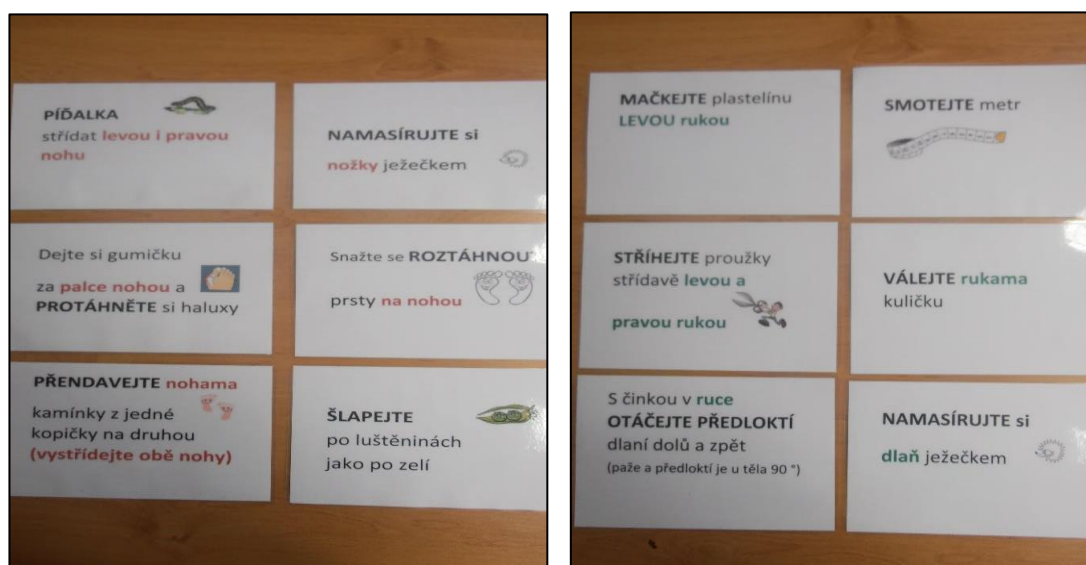 PÍĎALKA
střídat levou i pravou
nohu
NAMASÍRUJTE si
nožky ježečkem
Dejte si gumičku
za palce nohou a
PROTÁHNĚTE si haluxy
Snažte se ROZTÁHNOU
prsty na nohou
PŘENDAVEJTE nohama
kamínky z jedné
kopičky na druhou
(vystřídejte obě nohy)
ŠLAPEJTE
po luštěninách
jako po zelí
MAČKEJTE plastelínu
LEVOU rukou
SMOTEJTE metr
STŘÍHEJTE proužky
střídavě levou a
pravou rukou
VÁLEJTE rukama
kuličku
S činkou v ruce
OTÁČEJTE PŘEDLOKTÍ
dlaní dolů a zpět
(paže a předloktí je u těla 90 °)
NAMASÍRUJTE si
dlaň ježečkem